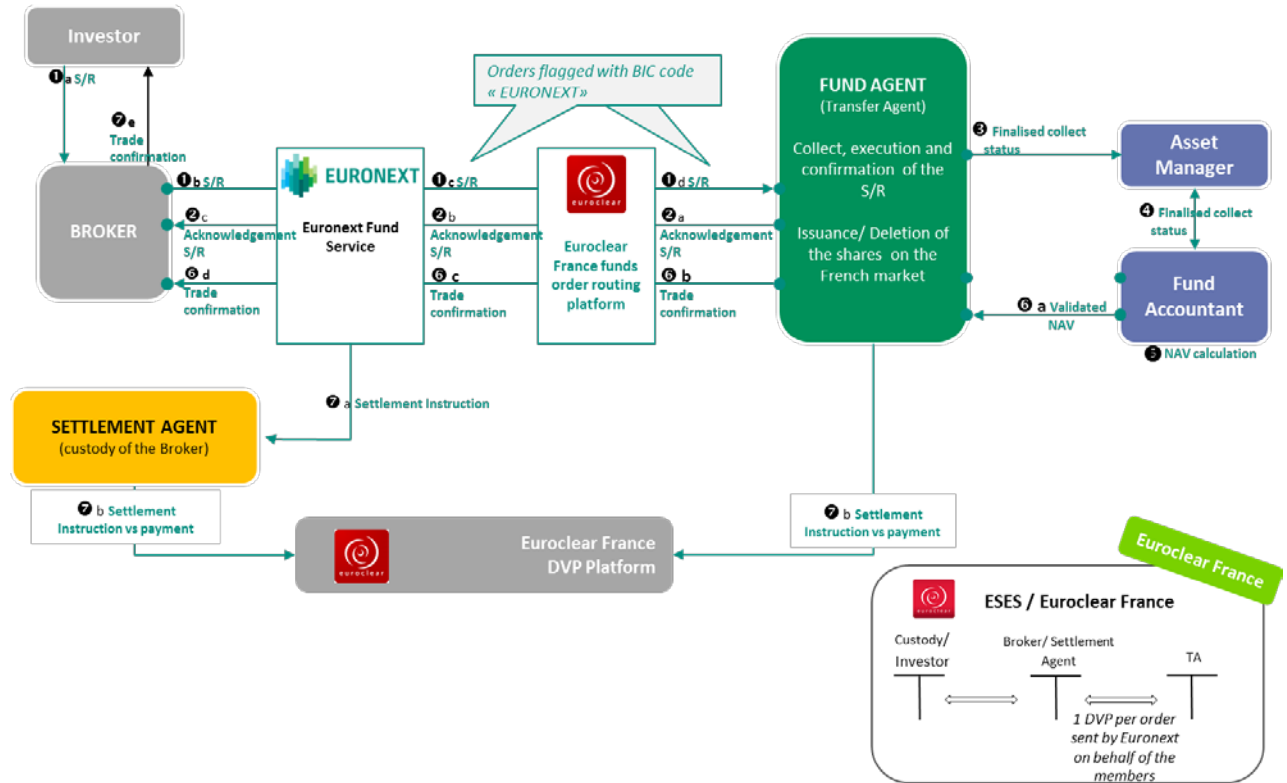 Investor
❶a S/R
❼e
Trade
confirmation
BROKER
❶b S/R
❷c
Acknowledgement
S/R
❻d
Trade
confirmation
EURONEXT
Euronext Fund
Service
Orders flagged with BIC code
« EURONEXT»
❶c S/R
❷b
Acknowledgement
S/R
❻c
Trade
confirmation
euroclear
Euroclear
France funds
order routing
platform
❶d S/R
❷a
Acknowledgement
S/R
❻b
Trade
confirmation
FUND AGENT
(Transfer Agent)
Collect, execution and
confirmation of the
S/R
Issuance/ Deletion of
the shares on the
French market
❸ Finalised collect
status
Asset
Manager
❹ Finalised collect
status
Fund
Accountant
❻ a Validated
NAV
❺ NAV calculation
❼ a Settlement Instruction
SETTLEMENT AGENT
(custody of the Broker)
❼ b Settlement
Instruction vs payment
euroclear
Euroclear France
DVP Platform
❼ b Settlement
Instruction vs payment
Euroclear France
euroclear
ESES / Euroclear France
Custody/
Investor
Broker/ Settlement
Agent
TA
1 DVP per order
sent by Euronext
on behalf of the
members